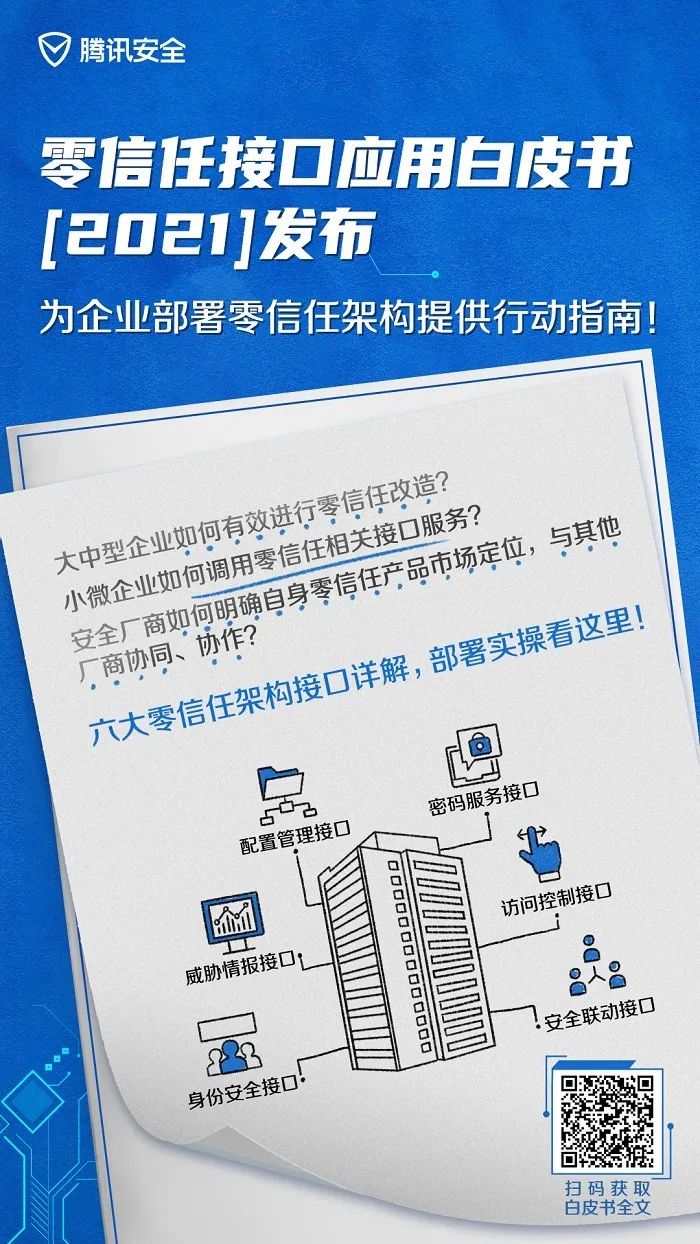 腾讯安全
零信任接口应用白皮书
[2021]发布
为企业部署零信任架构提供行动指南！
大中型企业如何有效进行零信任改造？
小微企业如何调用零信任相关接口服务？
安全厂商如何明确自身零信任产品市场定位，与其他
厂商协同、协作？
六大零信任架构接口详解，部署实操看这里！
配置管理接口
密码服务接口
威胁情报接口
访问控制接口
身份安全接口
安全联动接口
扫码获取
白皮书全文